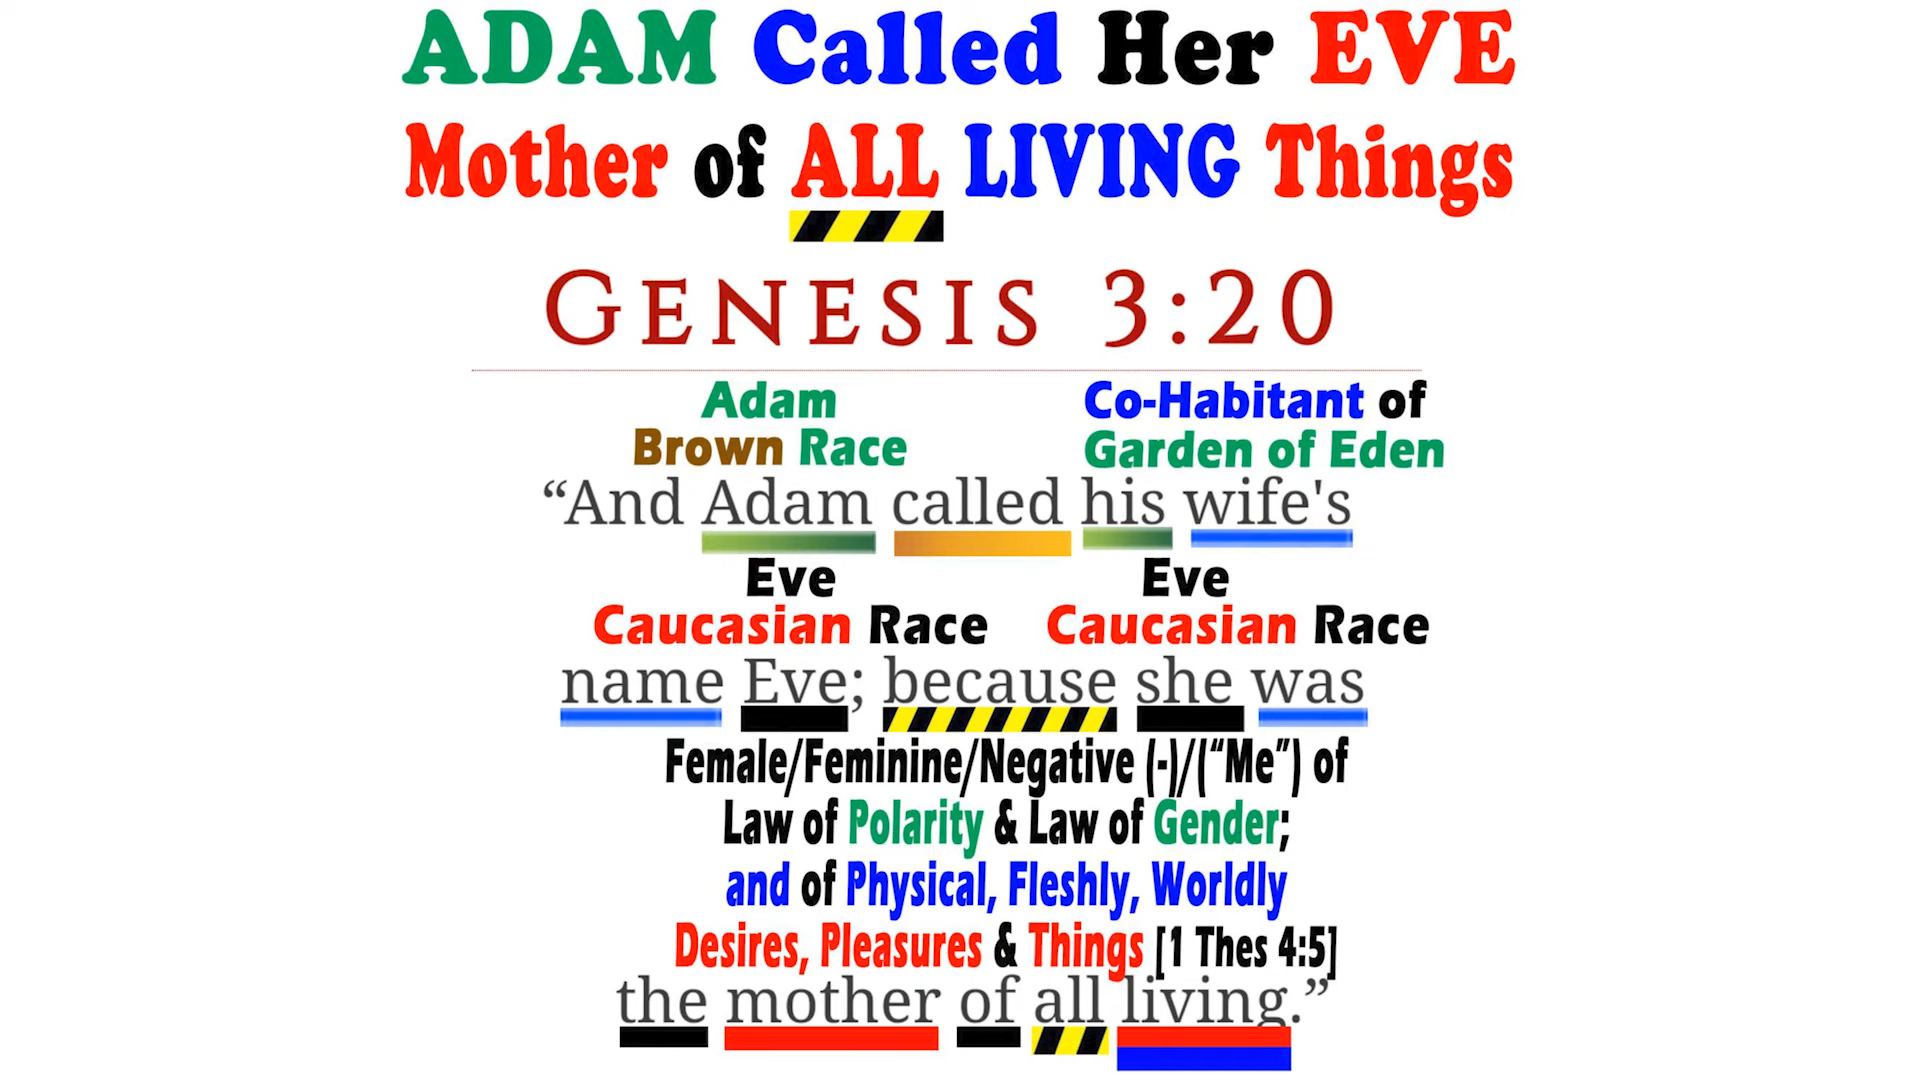 ADAM Called Her EVE
Mother of ALL LIVING Things
GENESIS 3:20
Adam
Brown Race
Co-Habitant of
Garden of Eden
“And Adam called his wife's
Eve
Caucasian Race
Eve
Caucasian Race
name Eve; because she was
Female/Feminine/Negative (-)/(“Me”) of
Law of Polarity & Law of Gender;
and of Physical, Fleshly, Worldly
Desires, Pleasures & Things [1 Thes 4:5]
the mother of all living.”